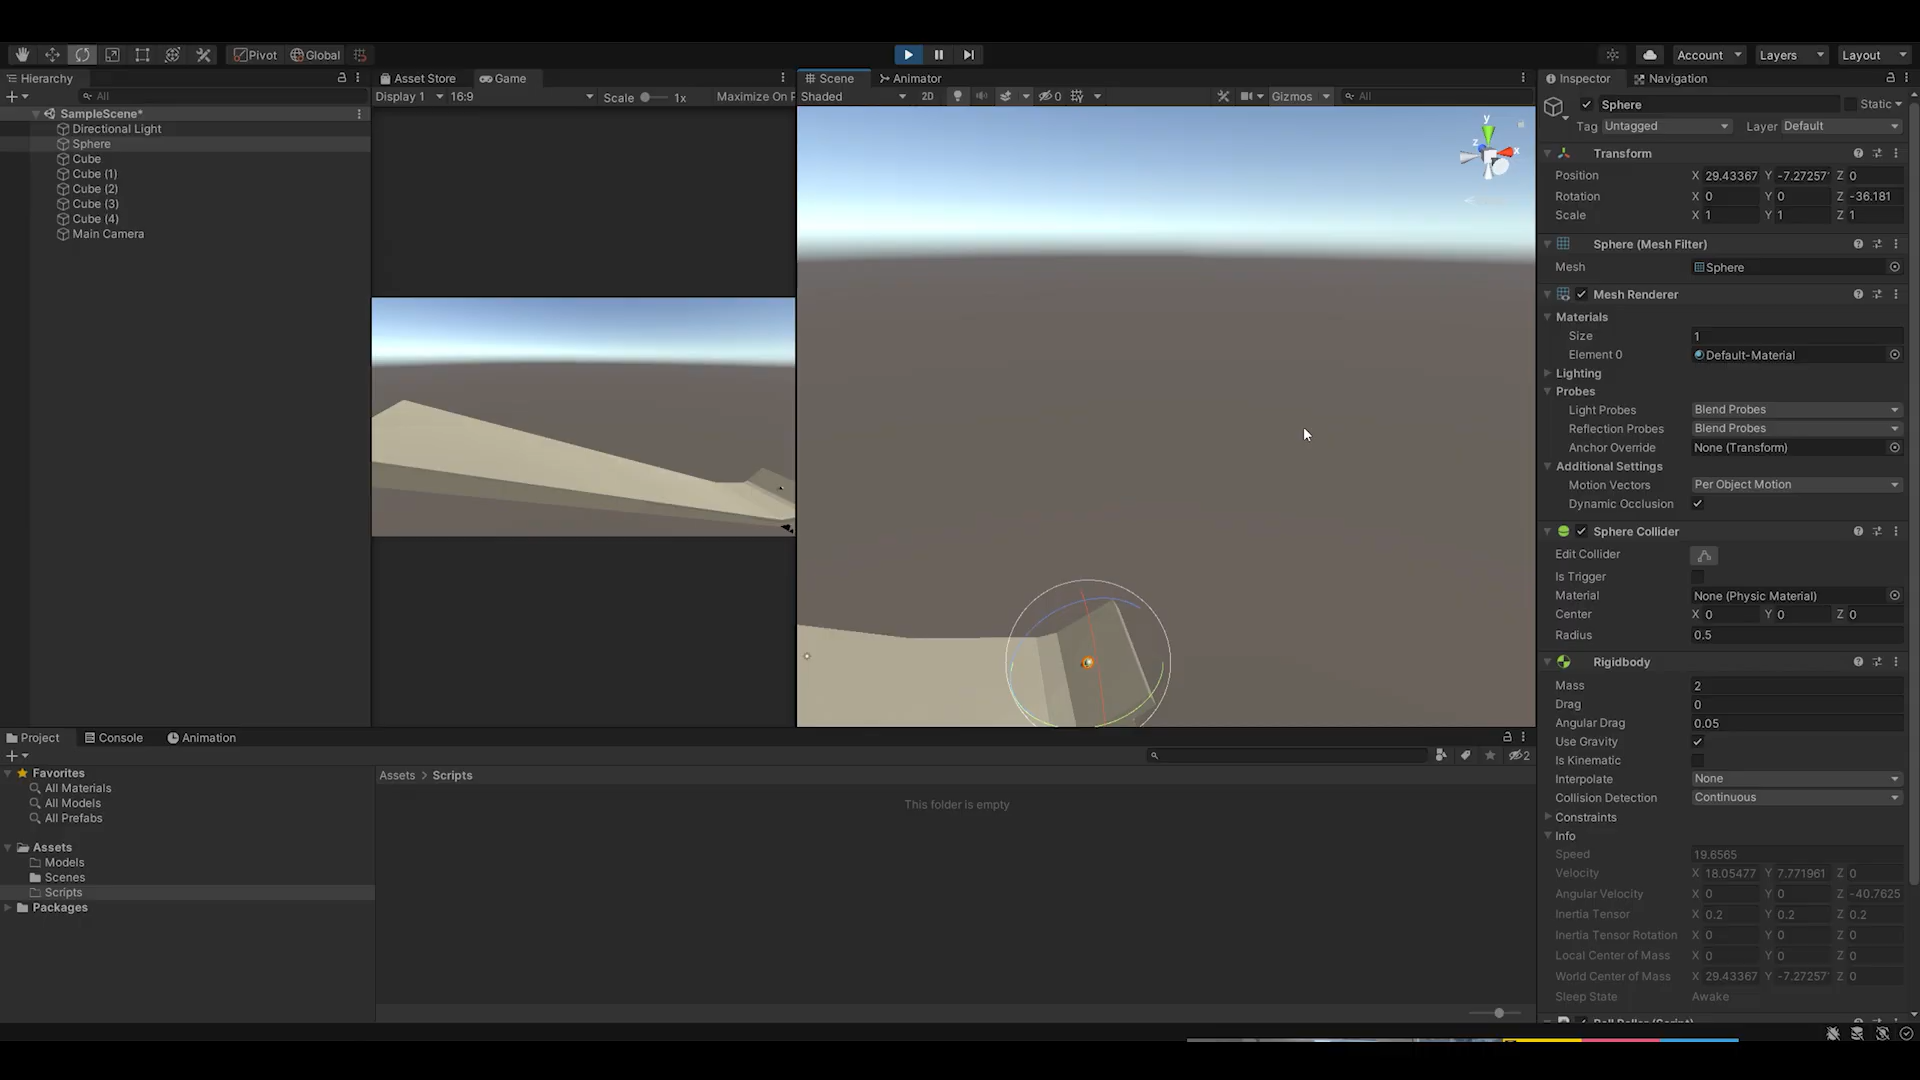 Pivot Global
Account Layers Layout
Hierarchy
All
SampleScene*
Directional Light
Sphere
Cube
Cube (1)
Cube (2)
Cube (3)
Cube (4)
Main Camera
Asset Store Game
Display 1 16:9 Scale 1x Maximize On P
Scene Animator
Shaded 2D 0 Gizmos All
y
z x
Inspector Navigation
Sphere Static
Tag Untagged Layer Default
Transform
Position X 29.43367 Y -7.27257 Z 0
Rotation X 0 Y 0 Z -36.181
Scale X 1 Y 1 Z 1
Sphere (Mesh Filter)
Mesh Sphere
Mesh Renderer
Materials
Size 1
Element 0 Default-Material
Lighting
Probes
Light Probes Blend Probes
Reflection Probes Blend Probes
Anchor Override None (Transform)
Additional Settings
Motion Vectors Per Object Motion
Dynamic Occlusion
Sphere Collider
Edit Collider
Is Trigger
Material None (Physic Material)
Center X 0 Y 0 Z 0
Radius 0.5
Rigidbody
Mass 2
Drag 0
Angular Drag 0.05
Use Gravity
Is Kinematic
Interpolate None
Collision Detection Continuous
Constraints
Info
Speed 19.6565
Velocity X 18.05477 Y 7.771961 Z 0
Angular Velocity X 0 Y 0 Z -40.7625
Inertia Tensor X 0.2 Y 0.2 Z 0.2
Inertia Tensor Rotation X 0 Y 0 Z 0
Local Center of Mass X 0 Y 0 Z 0
World Center of Mass X 29.43367 Y -7.27257 Z 0
Sleep State Awake
Project Console Animation
2
Favorites
All Materials
All Models
All Prefabs
Assets
Models
Scenes
Scripts
Packages
Assets > Scripts
This folder is empty